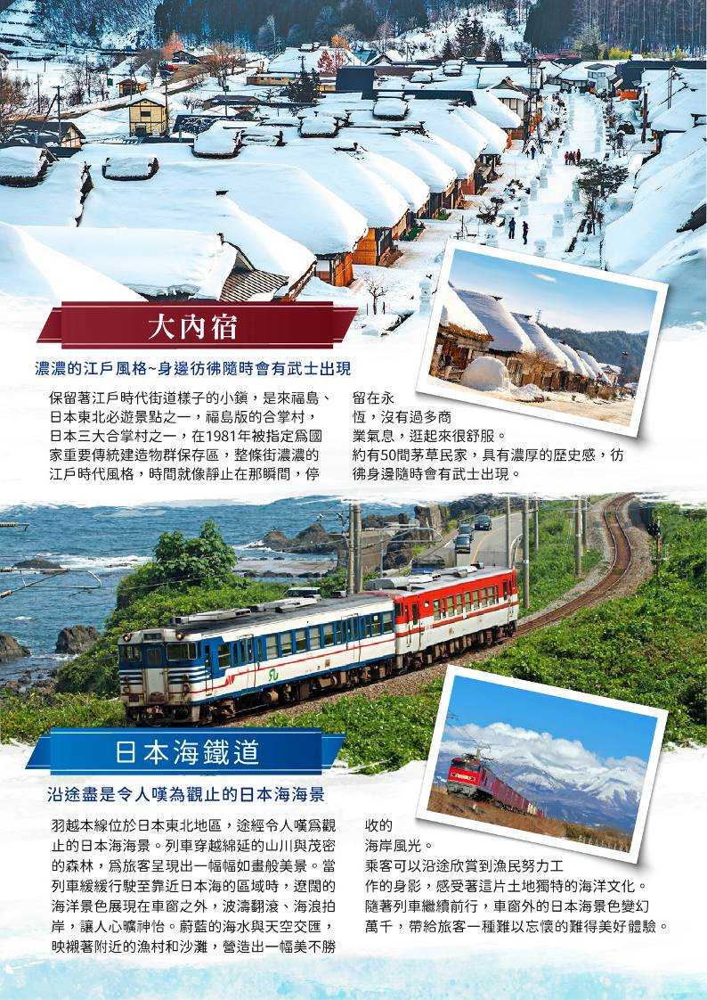 大內宿
濃濃的江戶風格~身邊彷彿隨時會有武士出現
保留著江戶時代街道樣子的小鎮，是來福島、
日本東北必遊景點之一，福島版的合掌村，
日本三大合掌村之一，在1981年被指定為國
家重要傳統建造物群保存區，整條街濃濃的
江戶時代風格，時間就像靜止在那瞬間，停
留在永
恆，沒有過多商
業氣息，逛起來很舒服。
約有50間茅草民家，具有濃厚的歷史感，彷
彿身邊隨時會有武士出現。
日本海鐵道
沿途盡是令人嘆為觀止的日本海海景
羽越本線位於日本東北地區，途經令人嘆為觀
止的日本海海景。列車穿越綿延的山川與茂密
的森林，為旅客呈現出一幅幅如畫般美景。當
列車緩緩行駛至靠近日本海的區域時，遼闊的
海洋景色展現在車窗之外，波濤翻滾、海浪拍
岸，讓人心曠神怡。蔚藍的海水與天空交匯，
映襯著附近的漁村和沙灘，營造出一幅美不勝
收的
海岸風光。
乘客可以沿途欣賞到漁民努力工
作的身影，感受著這片土地獨特的海洋文化。
隨著列車繼續前行，車窗外的日本海景色變幻
萬千，帶給旅客一種難以忘懷的難得美好體驗。